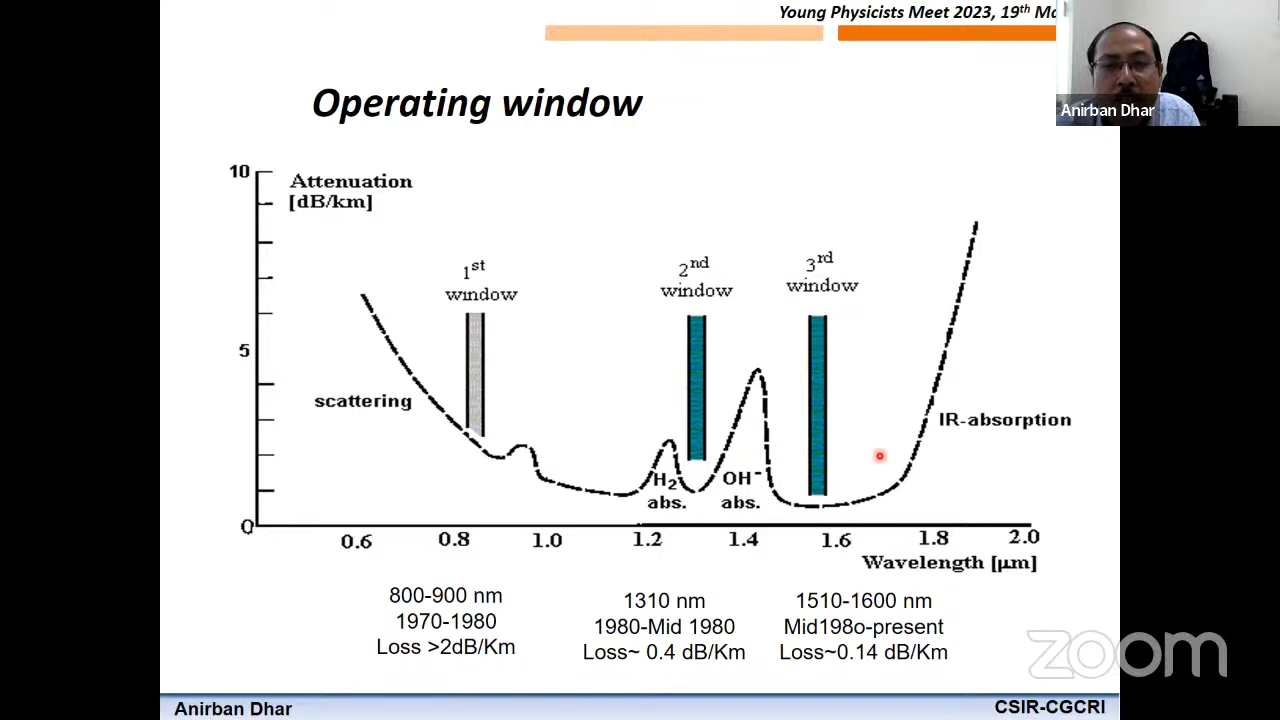 Young Physicists Meet 2023, 19th
Anirban Dhar
Operating window
10
Attenuation
[dB/km]
1st
window
2nd
window
3rd
window
5
scattering
IR-absorption
H2
abs.
OH-
abs.
0
0.6 0.8 1.0 1.2 1.4 1.6 1.8 2.0
Wavelength [μm]
800-900 nm
1970-1980
Loss >2dB/Km
1310 nm
1980-Mid 1980
Loss~ 0.4 dB/Km
1510-1600 nm
Mid198o-present
Loss~0.14 dB/Km
zoom
Anirban Dhar
CSIR-CGCRI